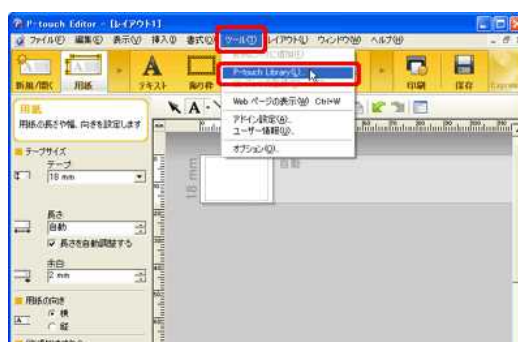 P-touch Editor - [レイアウト1]
ファイル(F) 編集(E) 表示(V) 挿入(I) 書式(O) ツール(T) レイアウト(L) ウィンドウ(W) ヘルプ(H)
新規/開く 用紙 テキスト 飾り枠 印刷 保存
P-touch Library(L)...
Web ページの表示(W) Ctrl+W
アドイン設定(A)...
ユーザー情報(U)...
オプション(O)...
用紙
用紙の長さや幅、向きを設定します
テープサイズ
テープ
18 mm
長さ
自動
長さを自動調整する
余白
2 mm
用紙の向き
横
縦
自動
18 mm